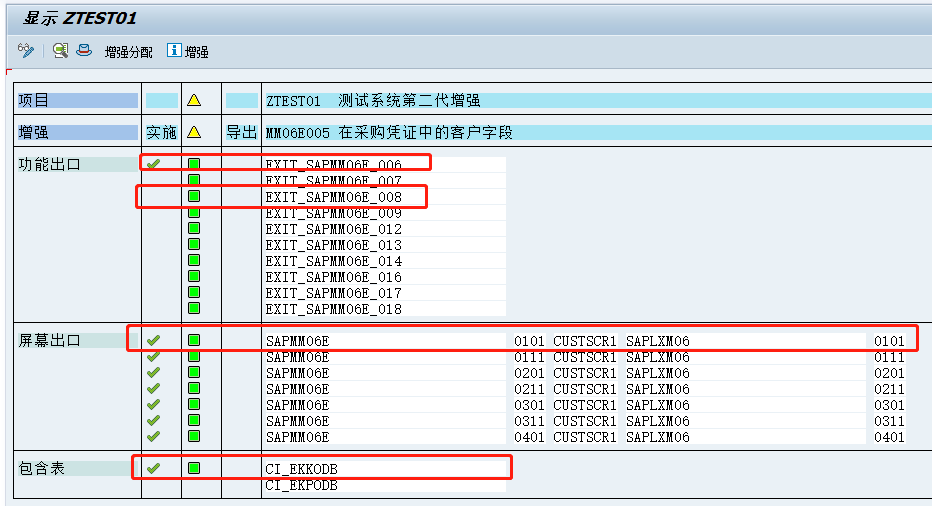 显示 ZTEST01
增强分配 增强
项目 ZTEST01 测试系统第二代增强
增强 实施 导出 MM06E005 在采购凭证中的客户字段
功能出口 EXIT_SAPMM06E_006
EXIT_SAPMM06E_007
EXIT_SAPMM06E_008
EXIT_SAPMM06E_009
EXIT_SAPMM06E_012
EXIT_SAPMM06E_013
EXIT_SAPMM06E_014
EXIT_SAPMM06E_016
EXIT_SAPMM06E_017
EXIT_SAPMM06E_018
屏幕出口 SAPMM06E 0101 CUSTSCR1 SAPLXM06 0101
SAPMM06E 0111 CUSTSCR1 SAPLXM06 0111
SAPMM06E 0201 CUSTSCR1 SAPLXM06 0201
SAPMM06E 0211 CUSTSCR1 SAPLXM06 0211
SAPMM06E 0301 CUSTSCR1 SAPLXM06 0301
SAPMM06E 0311 CUSTSCR1 SAPLXM06 0311
SAPMM06E 0401 CUSTSCR1 SAPLXM06 0401
包含表 CI_EKKODB
CI_EKPODB